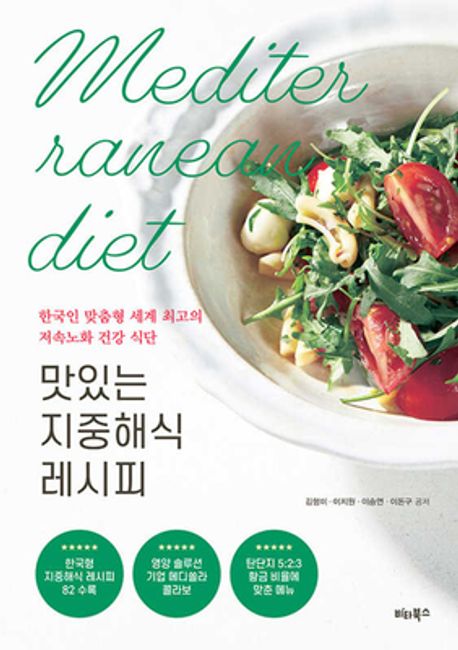 Mediter
ranean
diet
한국인 맞춤형 세계 최고의
저속노화 건강 식단
맛있는
지중해식
레시피
김형미 · 이지원 · 이송연 · 이돈구 공저
★★★★★
한국형
지중해식 레시피
82 수록
★★★★★
영양 솔루션
기업 메디쏠라
콜라보
★★★★★
탄단지 5:2:3
황금 비율에
맞춘 메뉴
비타북스